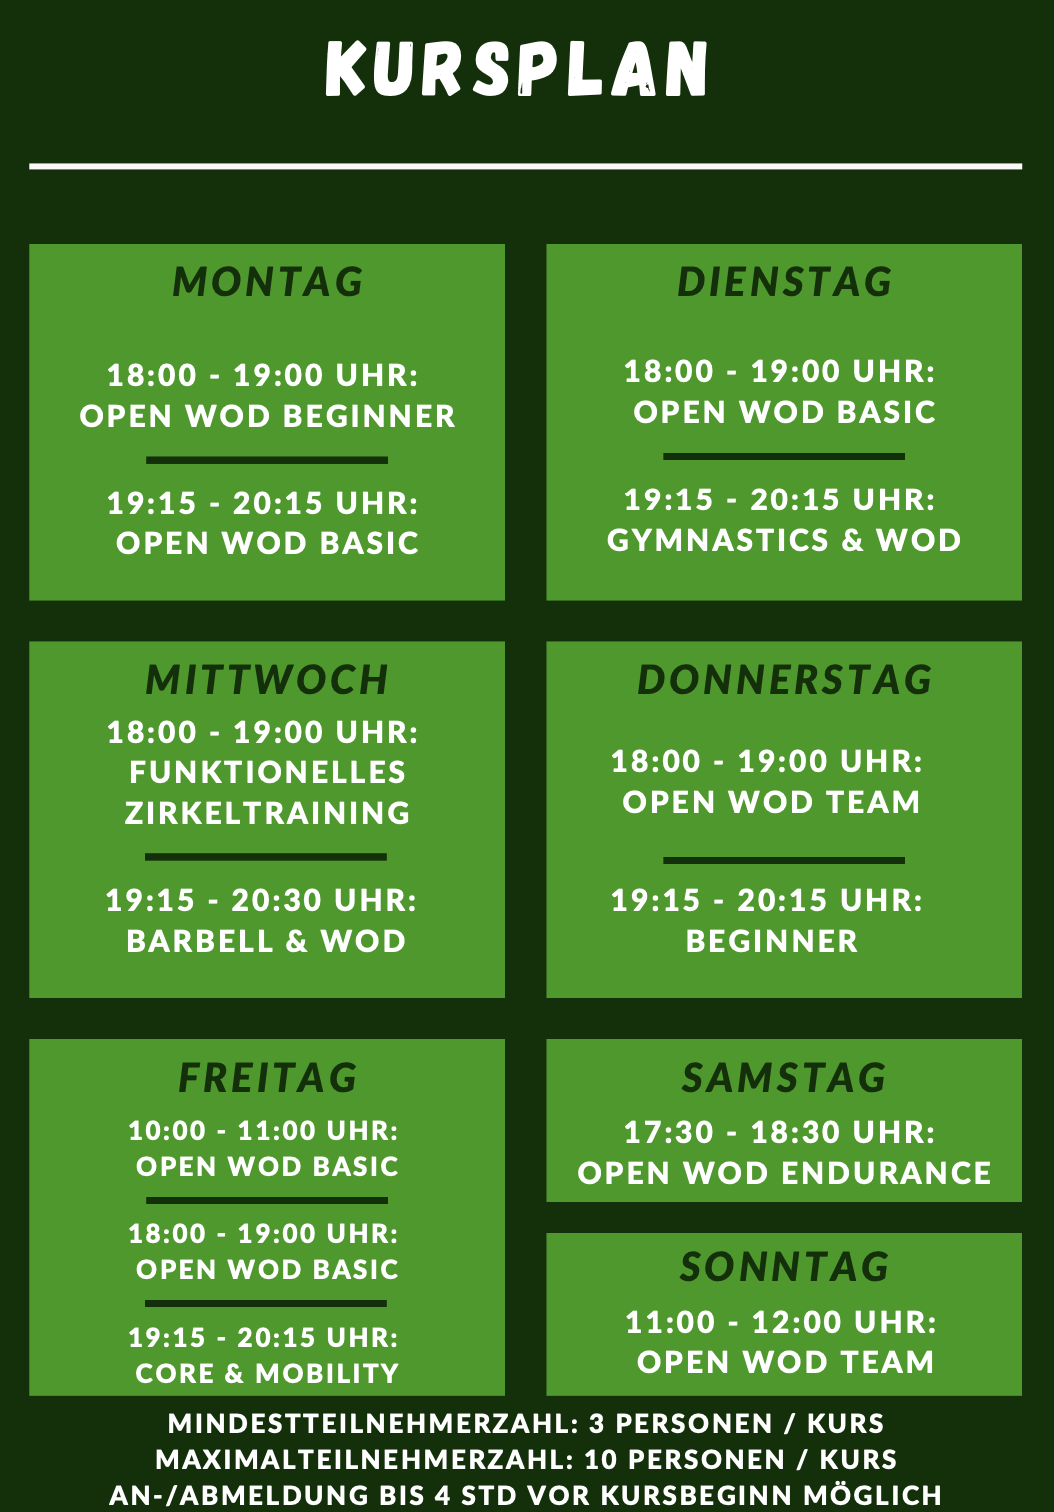 KURSPLAN
MONTAG
18:00 - 19:00 UHR:
OPEN WOD BEGINNER
19:15 - 20:15 UHR:
OPEN WOD BASIC
DIENSTAG
18:00 - 19:00 UHR:
OPEN WOD BASIC
19:15 - 20:15 UHR:
GYMNASTICS & WOD
MITTWOCH
18:00 - 19:00 UHR:
FUNKTIONELLES
ZIRKELTRAINING
19:15 - 20:30 UHR:
BARBELL & WOD
DONNERSTAG
18:00 - 19:00 UHR:
OPEN WOD TEAM
19:15 - 20:15 UHR:
BEGINNER
FREITAG
10:00 - 11:00 UHR:
OPEN WOD BASIC
18:00 - 19:00 UHR:
OPEN WOD BASIC
19:15 - 20:15 UHR:
CORE & MOBILITY
SAMSTAG
17:30 - 18:30 UHR:
OPEN WOD ENDURANCE
SONNTAG
11:00 - 12:00 UHR:
OPEN WOD TEAM
MINDESTTEILNEHMERZAHL: 3 PERSONEN / KURS
MAXIMALTEILNEHMERZAHL: 10 PERSONEN / KURS
AN-/ABMELDUNG BIS 4 STD VOR KURSBEGINN MÖGLICH